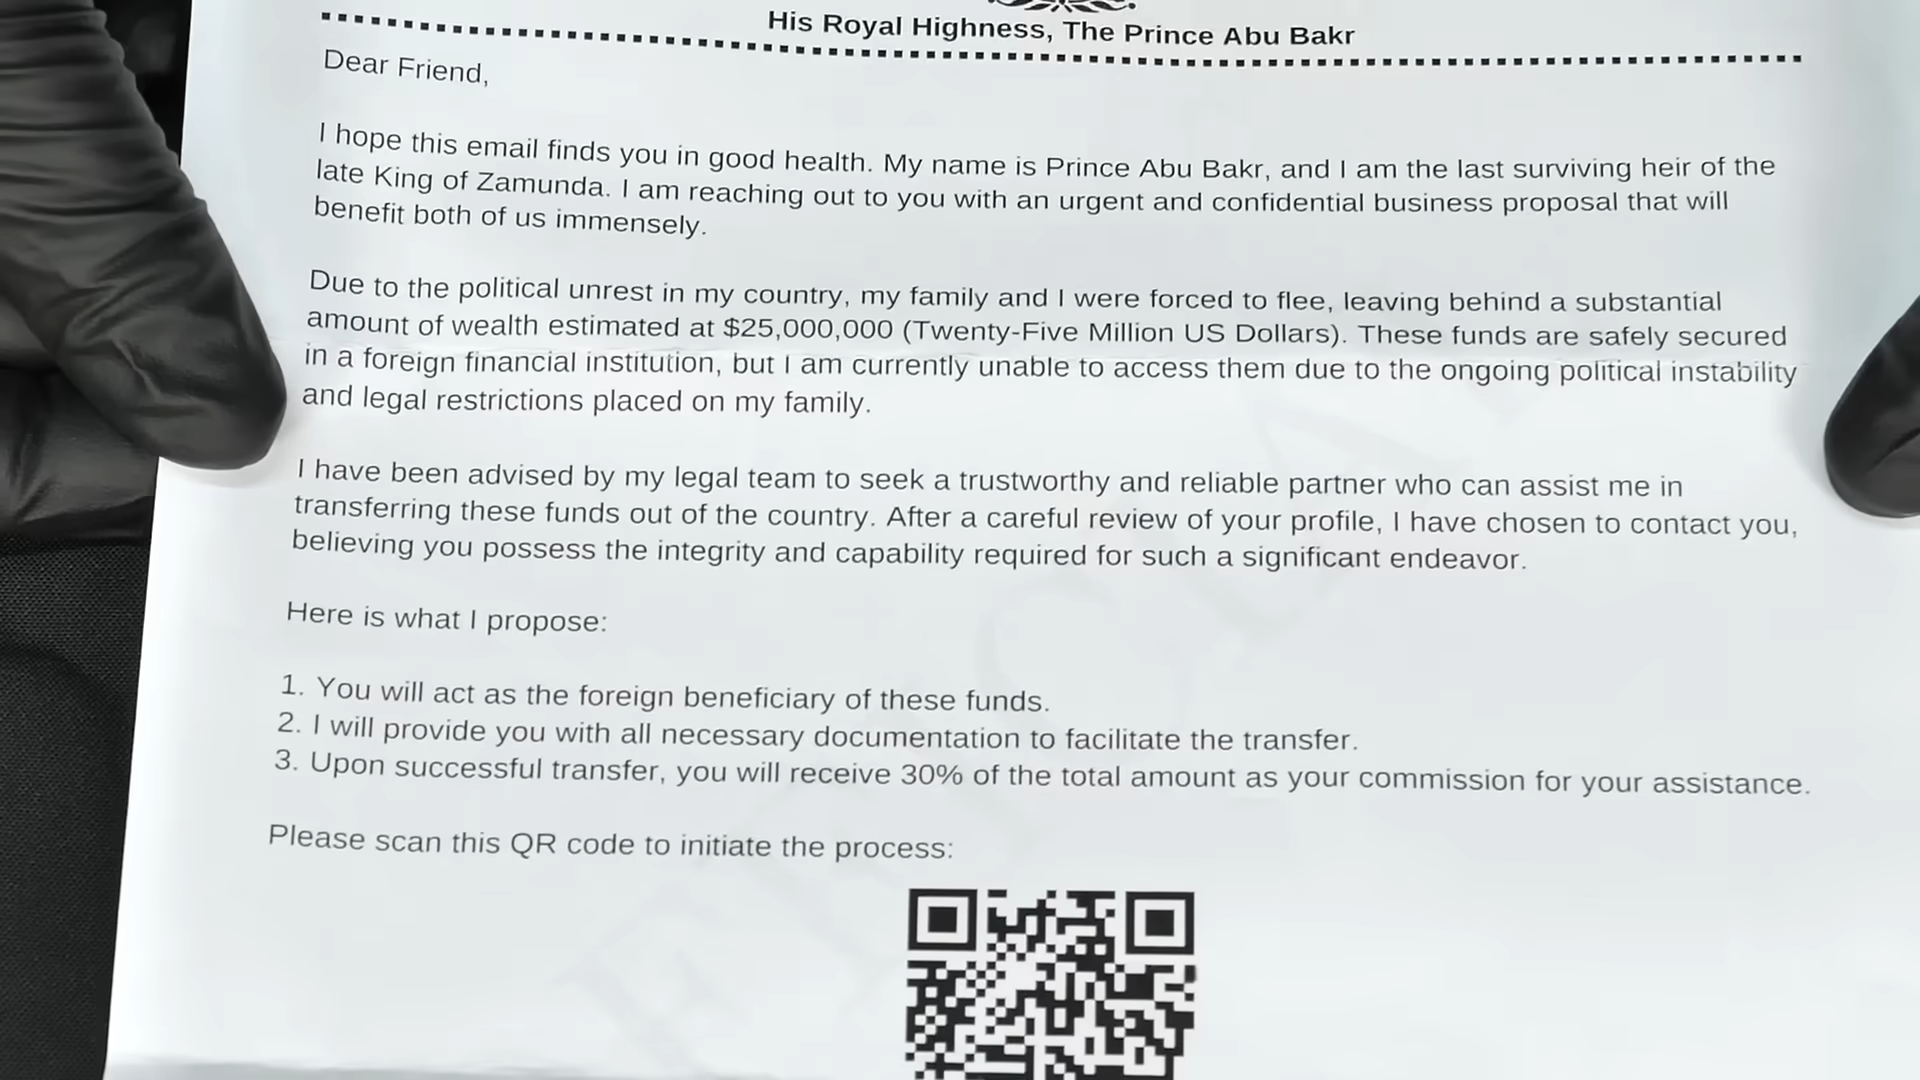 His Royal Highness, The Prince Abu Bakr
Dear Friend,
I hope this email finds you in good health. My name is Prince Abu Bakr, and I am the last surviving heir of the
late King of Zamunda. I am reaching out to you with an urgent and confidential business proposal that will
benefit both of us immensely.
Due to the political unrest in my country, my family and I were forced to flee, leaving behind a substantial
amount of wealth estimated at $25,000,000 (Twenty-Five Million US Dollars). These funds are safely secured
in a foreign financial institution, but I am currently unable to access them due to the ongoing political instability
and legal restrictions placed on my family.
I have been advised by my legal team to seek a trustworthy and reliable partner who can assist me in
transferring these funds out of the country. After a careful review of your profile, I have chosen to contact you,
believing you possess the integrity and capability required for such a significant endeavor.
Here is what I propose:
1. You will act as the foreign beneficiary of these funds.
2. I will provide you with all necessary documentation to facilitate the transfer.
3. Upon successful transfer, you will receive 30% of the total amount as your commission for your assistance.
Please scan this QR code to initiate the process: